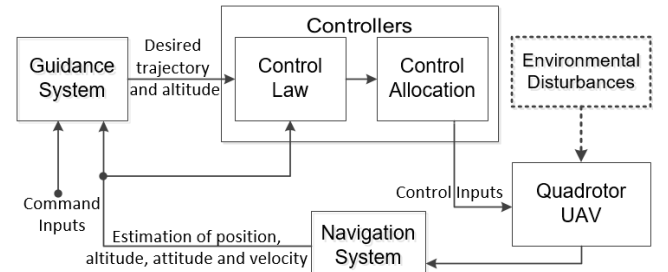 Controllers
Guidance
System
Desired
trajectory
and altitude
Control
Law
Control
Allocation
Environmental
Disturbances
Command
Inputs
Control Inputs
Quadrotor
UAV
Estimation of position,
altitude, attitude and velocity
Navigation
System